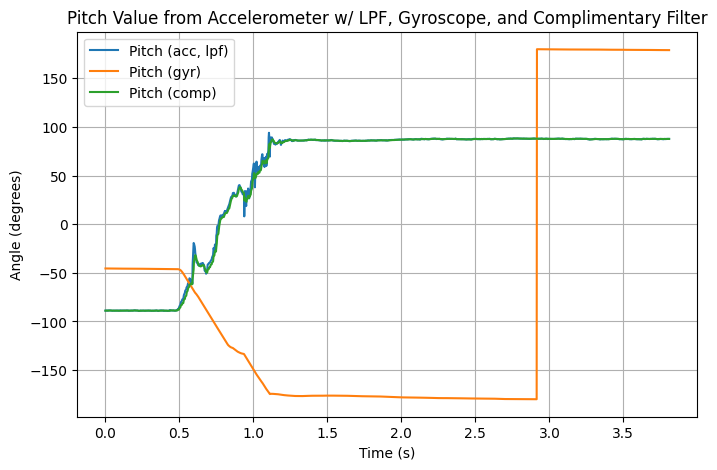 Pitch Value from Accelerometer w/ LPF, Gyroscope, and Complimentary Filter
Pitch (acc, lpf)
Pitch (gyr)
Pitch (comp)
Angle (degrees)
150
100
50
0
−50
−100
−150
0.0 0.5 1.0 1.5 2.0 2.5 3.0 3.5
Time (s)